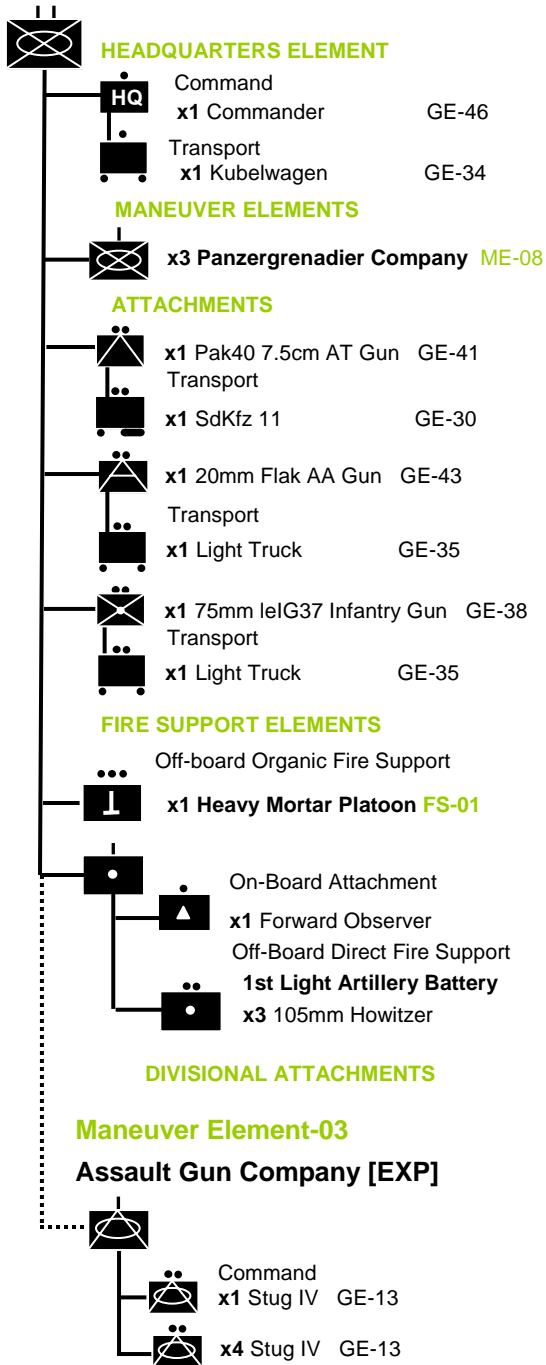 HEADQUARTERS ELEMENT
Command
HQ
x1 Commander GE-46
Transport
x1 Kubelwagen GE-34
MANEUVER ELEMENTS
x3 Panzergrenadier Company ME-08
ATTACHMENTS
x1 Pak40 7.5cm AT Gun GE-41
Transport
x1 SdKfz 11 GE-30
x1 20mm Flak AA Gun GE-43
Transport
x1 Light Truck GE-35
x1 75mm leIG37 Infantry Gun GE-38
Transport
x1 Light Truck GE-35
FIRE SUPPORT ELEMENTS
Off-board Organic Fire Support
x1 Heavy Mortar Platoon FS-01
On-Board Attachment
x1 Forward Observer
Off-Board Direct Fire Support
1st Light Artillery Battery
x3 105mm Howitzer
DIVISIONAL ATTACHMENTS
Maneuver Element-03
Assault Gun Company [EXP]
Command
x1 Stug IV GE-13
x4 Stug IV GE-13